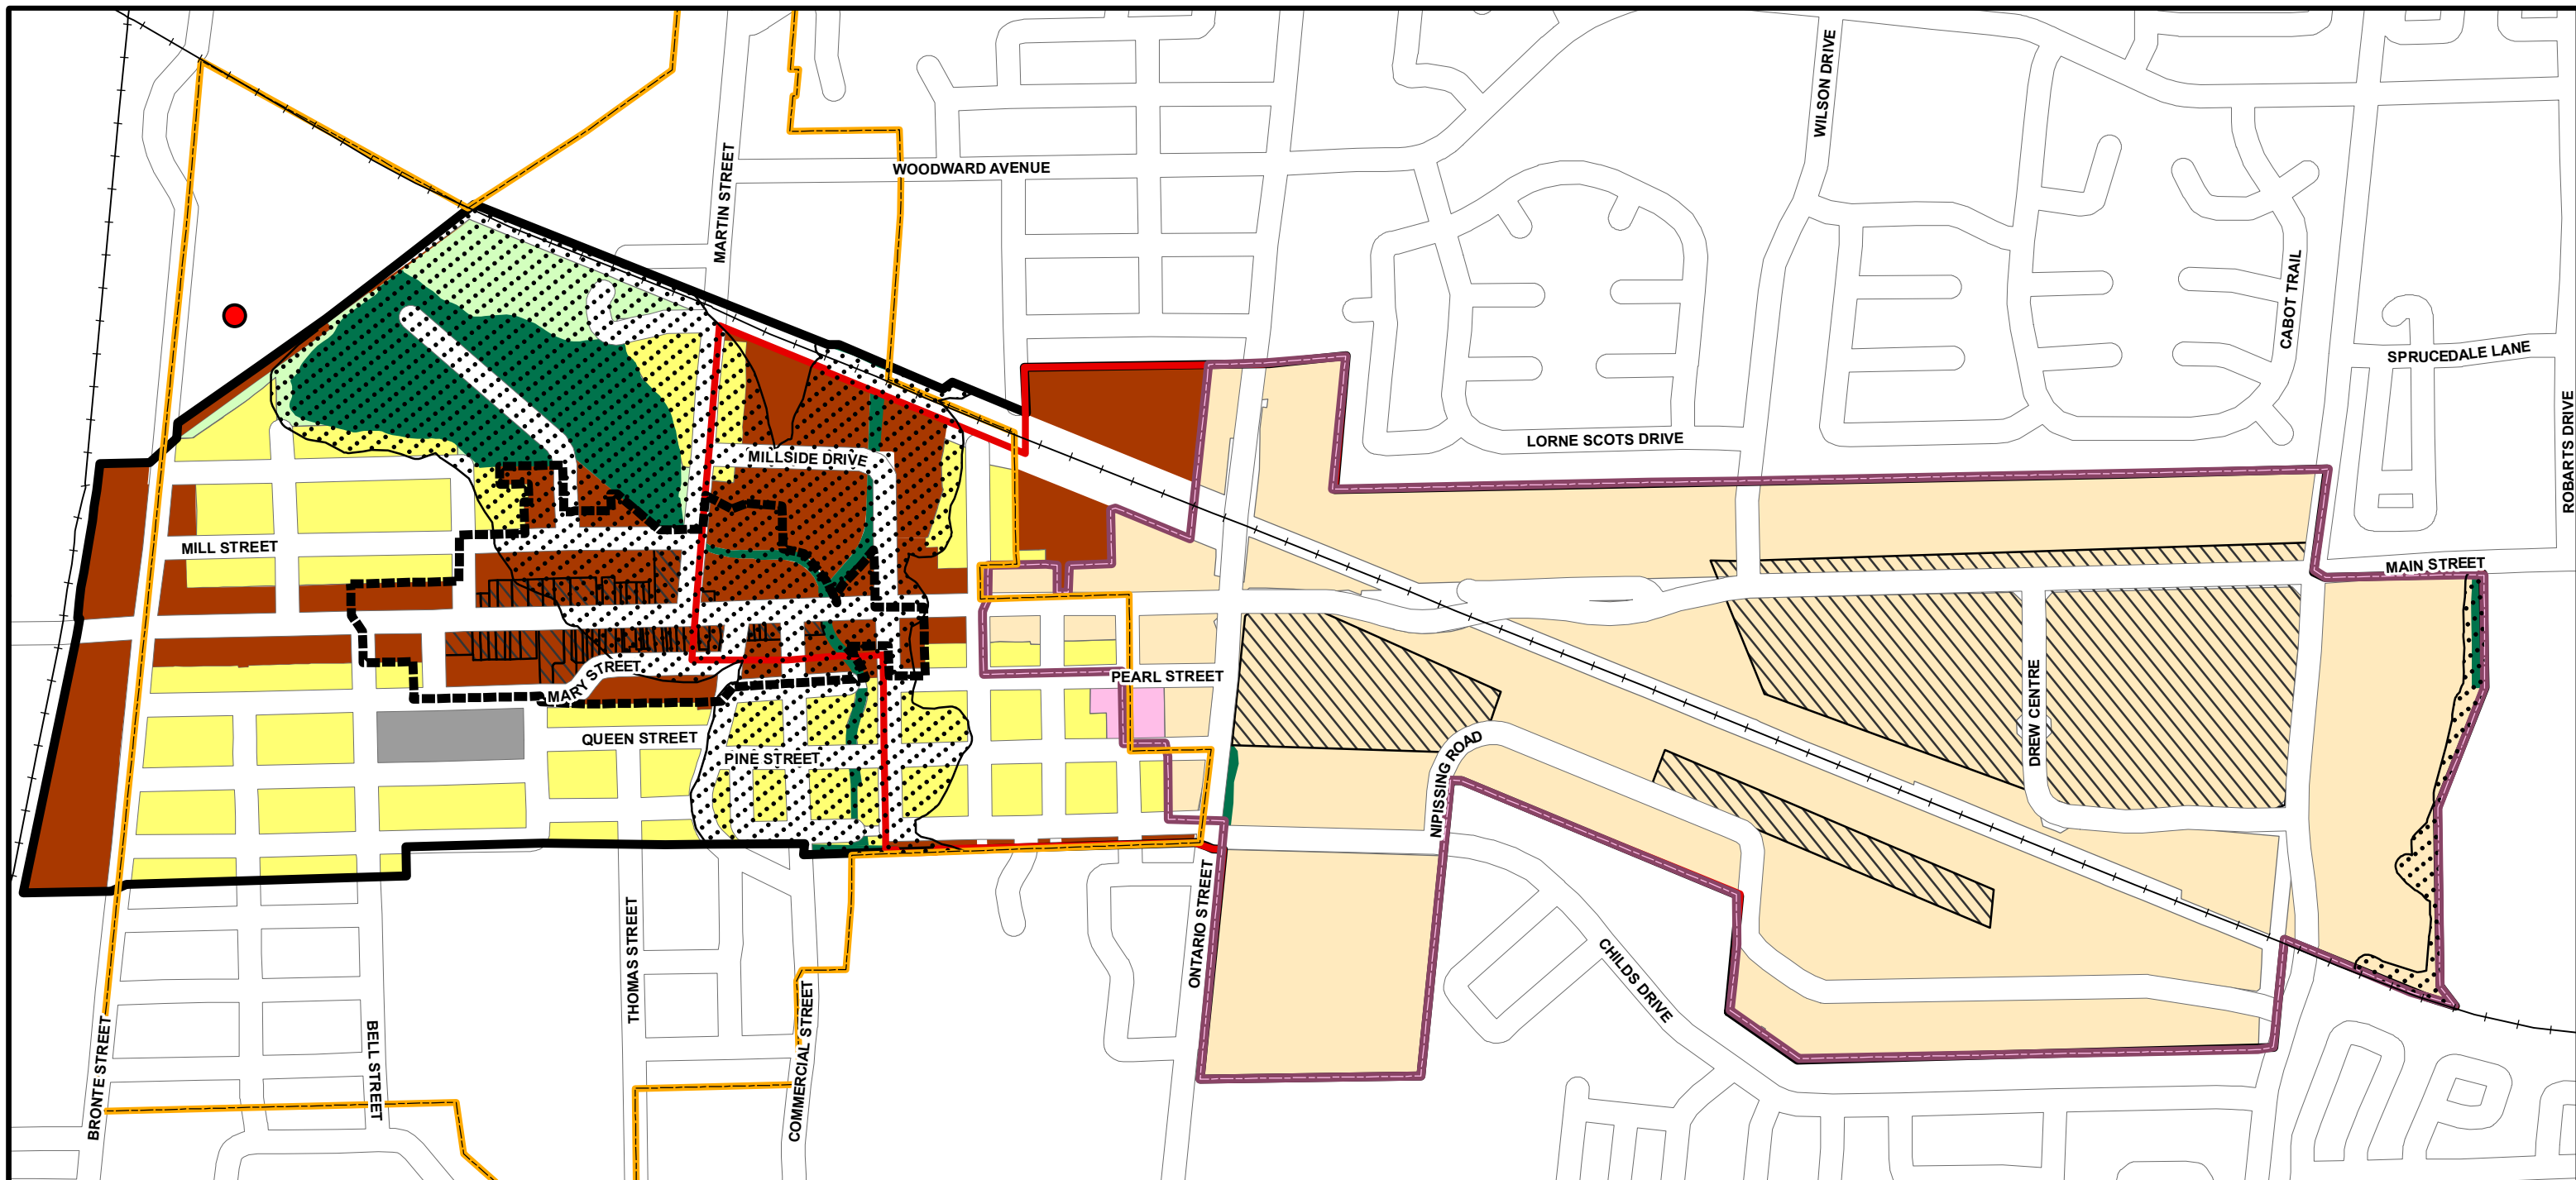 WILSON DRIVE
MARTIN STREET
WOODWARD AVENUE
CABOT TRAIL
SPRUCEDALE LANE
ROBARTS DRIVE
LORNE SCOTS DRIVE
MILLSIDE DRIVE
MILL STREET
MAIN STREET
MARY STREET
PEARL STREET
DREW CENTRE
QUEEN STREET
PINE STREET
NIPISSING ROAD
ONTARIO STREET
THOMAS STREET
CHILDS DRIVE
COMMERCIAL STREET
BRONTE STREET
BELL STREET